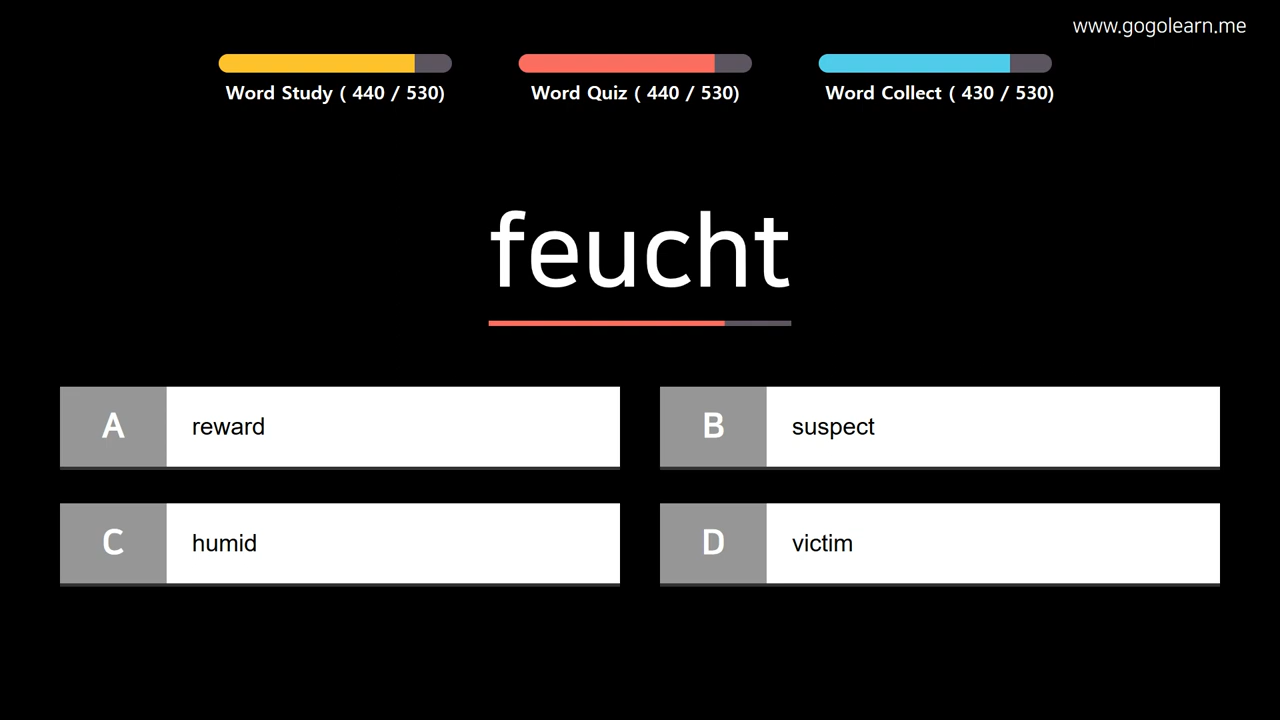 www.gogolearn.me
Word Study ( 440 / 530)
Word Quiz ( 440 / 530)
Word Collect ( 430 / 530)
feucht
A reward
B suspect
C humid
D victim